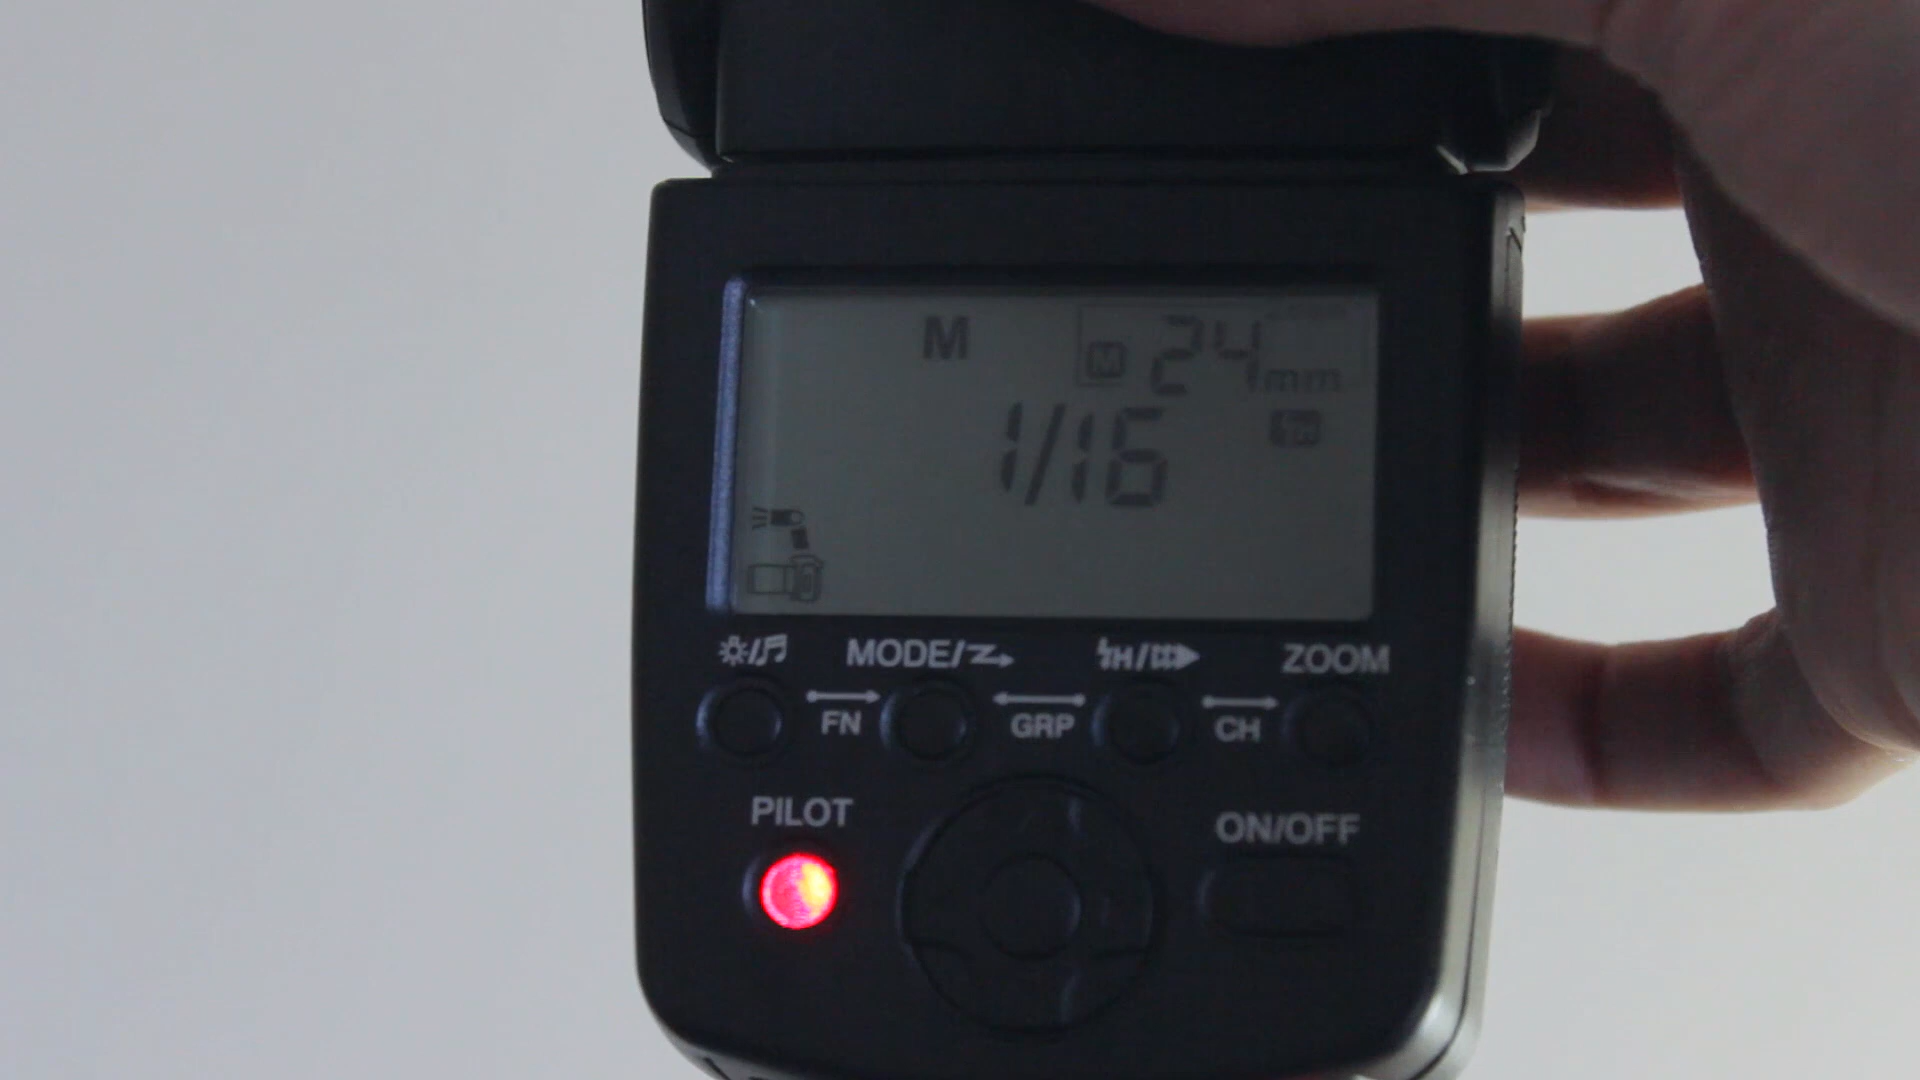 M M 24mm
1/16
MODE/ ZOOM
FN GRP CH
PILOT ON/OFF